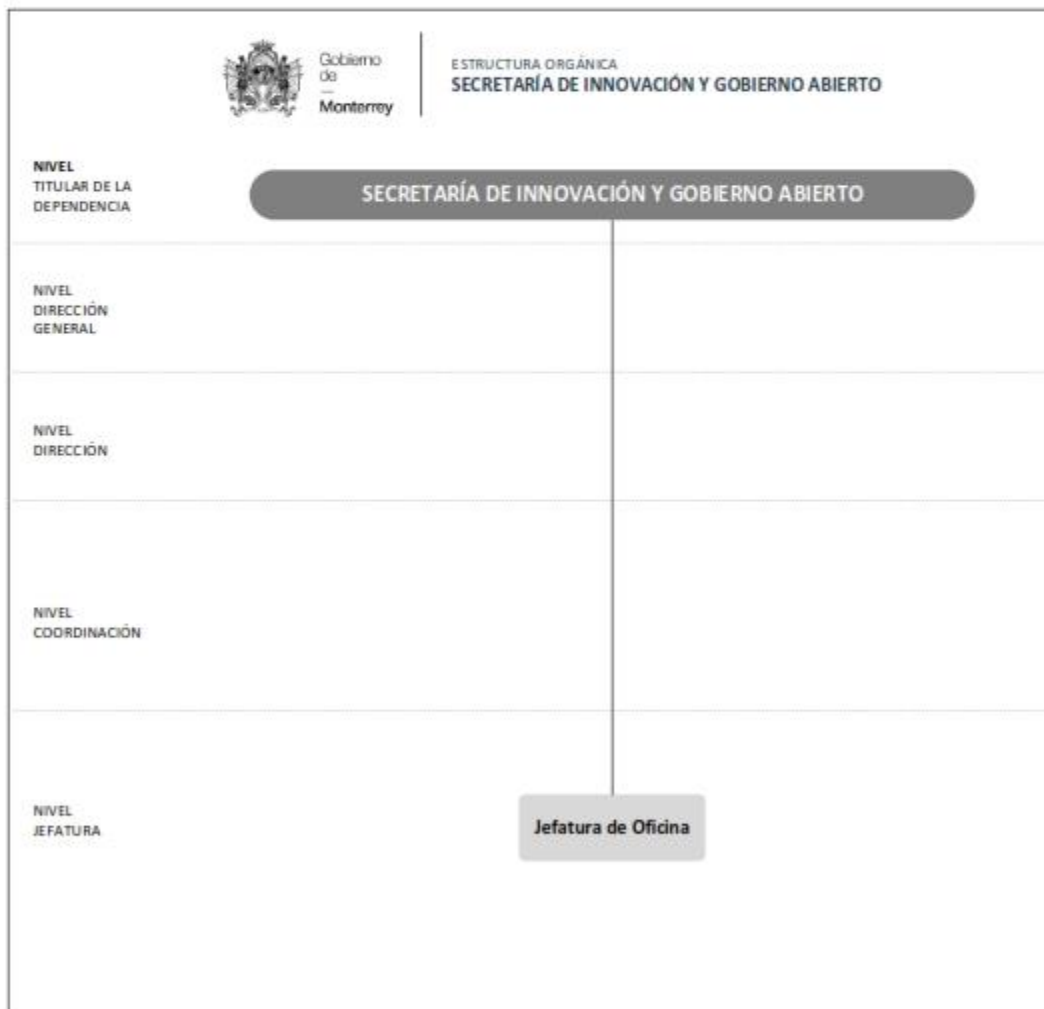 Gobierno
de
—
Monterrey
ESTRUCTURA ORGÁNICA
SECRETARÍA DE INNOVACIÓN Y GOBIERNO ABIERTO
NIVEL
TITULAR DE LA
DEPENDENCIA
SECRETARÍA DE INNOVACIÓN Y GOBIERNO ABIERTO
NIVEL
DIRECCIÓN
GENERAL
NIVEL
DIRECCIÓN
NIVEL
COORDINACIÓN
NIVEL
JEFATURA
Jefatura de Oficina